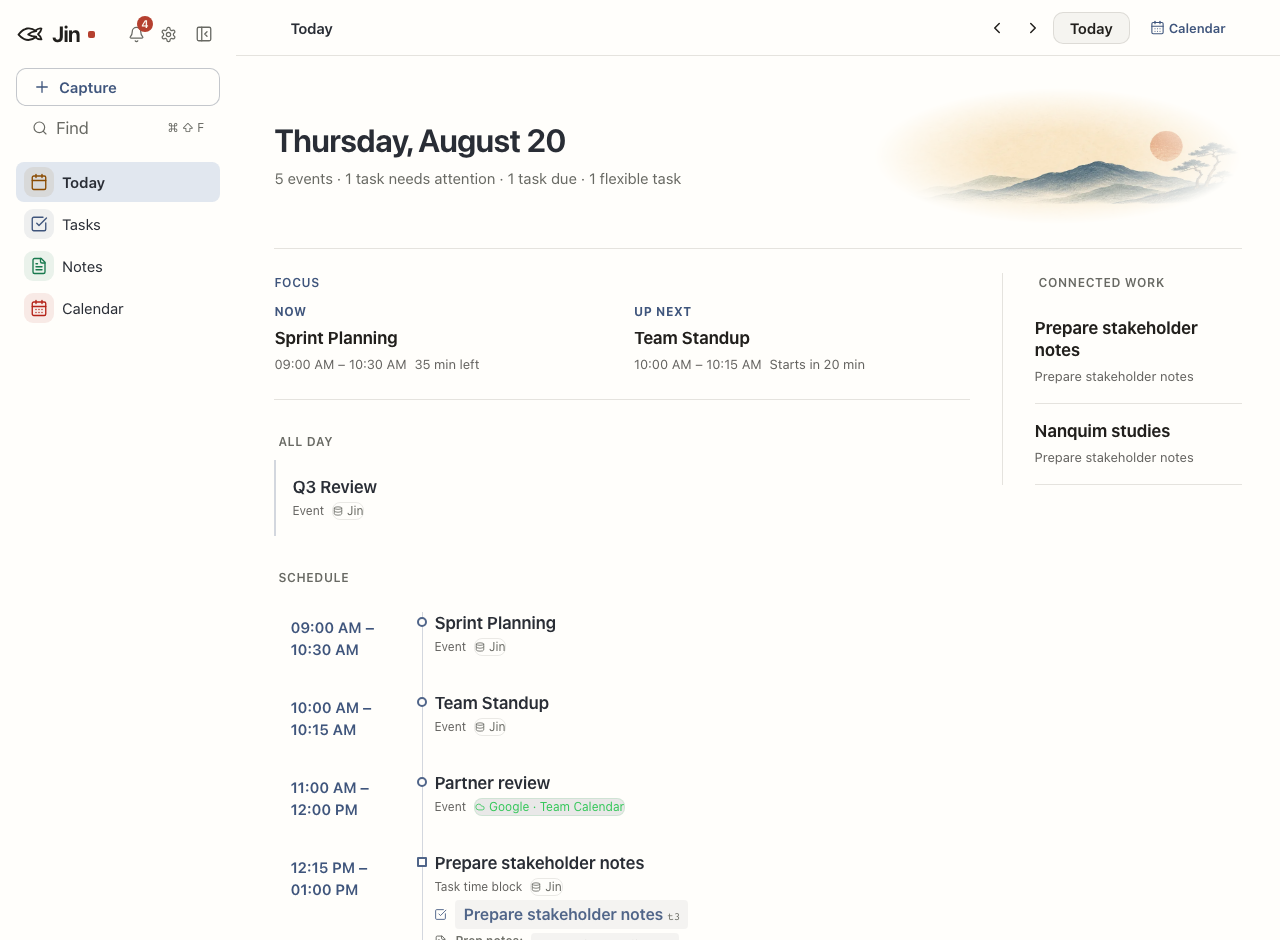 Jin
4
Capture
Find
⌘ ⇧ F
Today
Tasks
Notes
Calendar
Today
Today
Calendar
Thursday, August 20
5 events · 1 task needs attention · 1 task due · 1 flexible task
FOCUS
NOW
Sprint Planning
09:00 AM – 10:30 AM 35 min left
UP NEXT
Team Standup
10:00 AM – 10:15 AM Starts in 20 min
CONNECTED WORK
Prepare stakeholder
notes
Prepare stakeholder notes
Nanquim studies
Prepare stakeholder notes
ALL DAY
Q3 Review
Event Jin
SCHEDULE
09:00 AM –
10:30 AM
Sprint Planning
Event Jin
10:00 AM –
10:15 AM
Team Standup
Event Jin
11:00 AM –
12:00 PM
Partner review
Event Google · Team Calendar
12:15 PM –
01:00 PM
Prepare stakeholder notes
Task time block Jin
Prepare stakeholder notes t3
Prep notes: